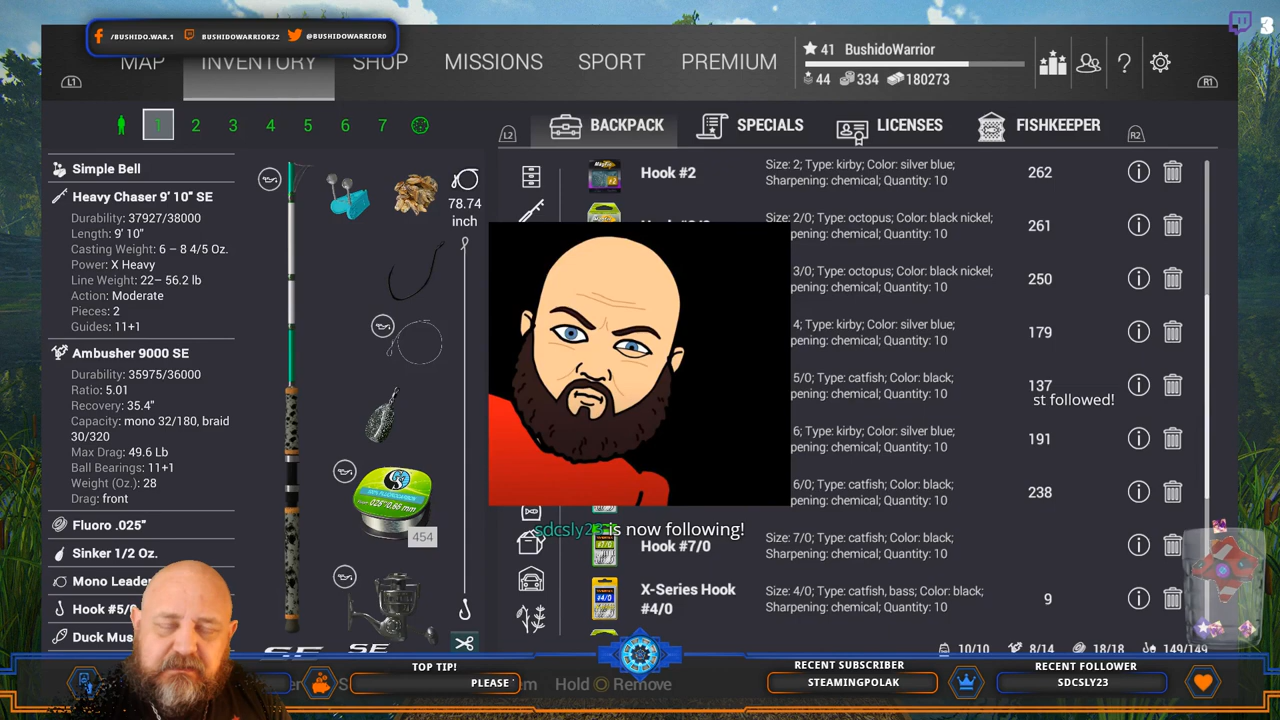 /BUSHIDO.WAR.1 BUSHIDOWARRIOR22 @BUSHIDOWARRIOR0
3
MAP INVENTORY SHOP MISSIONS SPORT PREMIUM
41 BushidoWarrior
44 334 180273
L1
R1
1 2 3 4 5 6 7
L2 BACKPACK SPECIALS LICENSES FISHKEEPER R2
Simple Bell
Heavy Chaser 9' 10" SE
Durability: 37927/38000
Length: 9' 10"
Casting Weight: 6 – 8 4/5 Oz.
Power: X Heavy
Line Weight: 22– 56.2 lb
Action: Moderate
Pieces: 2
Guides: 11+1
Ambusher 9000 SE
Durability: 35975/36000
Ratio: 5.01
Recovery: 35.4"
Capacity: mono 32/180, braid
30/320
Max Drag: 49.6 Lb
Ball Bearings: 11+1
Weight (Oz.): 28
Drag: front
Fluoro .025"
Sinker 1/2 Oz.
Mono Leader
Hook #5/0
Duck Mus
78.74
inch
454
Hook #2
Size: 2; Type: kirby; Color: silver blue;
Sharpening: chemical; Quantity: 10
262
Size: 2/0; Type: octopus; Color: black nickel;
pening: chemical; Quantity: 10
261
3/0; Type: octopus; Color: black nickel;
pening: chemical; Quantity: 10
250
4; Type: kirby; Color: silver blue;
pening: chemical; Quantity: 10
179
5/0; Type: catfish; Color: black;
pening: chemical; Quantity: 10
137
st followed!
6; Type: kirby; Color: silver blue;
pening: chemical; Quantity: 10
191
6/0; Type: catfish; Color: black;
pening: chemical; Quantity: 10
238
sdcsly23 is now following!
Hook #7/0
Size: 7/0; Type: catfish; Color: black;
Sharpening: chemical; Quantity: 10
X-Series Hook
#4/0
Size: 4/0; Type: catfish, bass; Color: black;
Sharpening: chemical; Quantity: 10
9
10/10 8/14 18/18 149/149
SE SE
TOP TIP!
PLEASE
Hold Remove
RECENT SUBSCRIBER
STEAMINGPOLAK
RECENT FOLLOWER
SDCSLY23